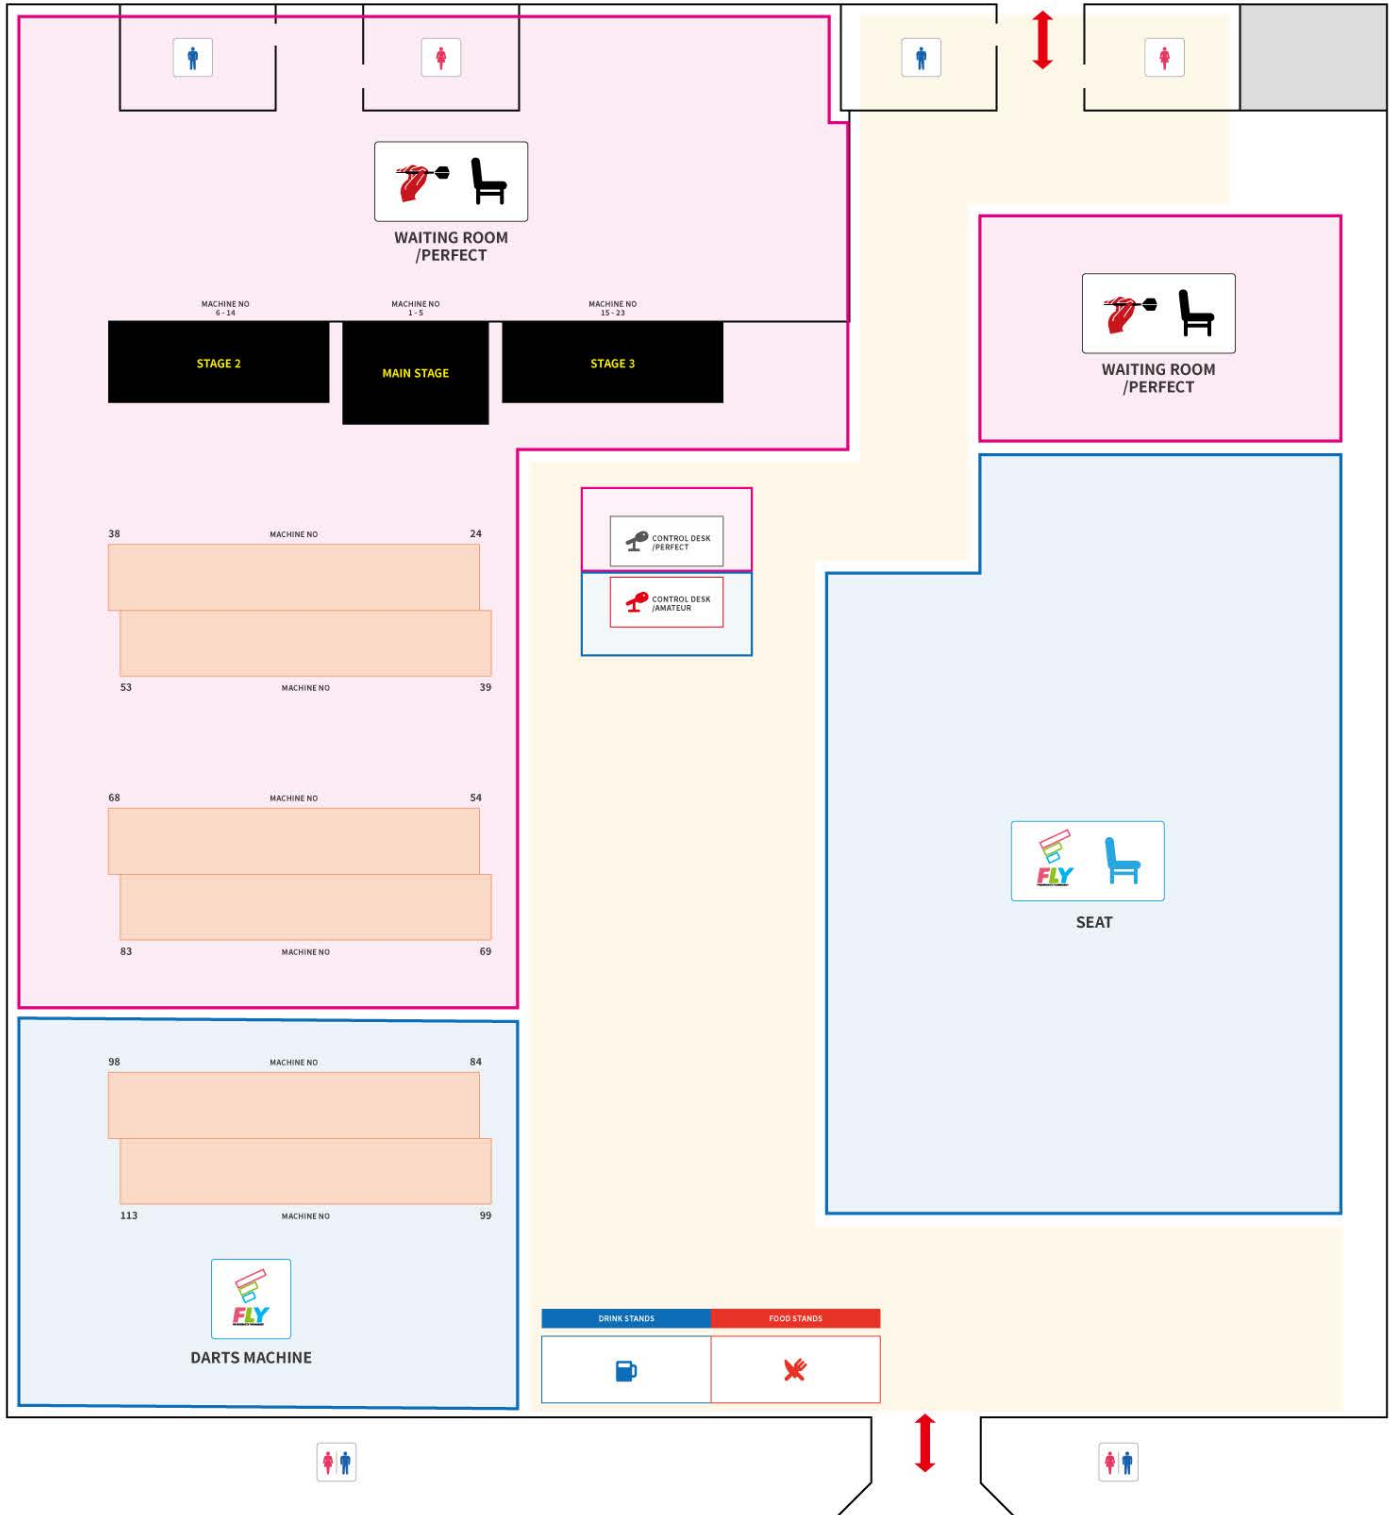 WAITING ROOM
/PERFECT
MACHINE NO
6 - 14
MACHINE NO
1 - 5
MACHINE NO
15 - 23
STAGE 2
MAIN STAGE
STAGE 3
WAITING ROOM
/PERFECT
38 MACHINE NO 24
CONTROL DESK
/PERFECT
CONTROL DESK
/AMATEUR
53 MACHINE NO 39
68 MACHINE NO 54
83 MACHINE NO 69
FLY
SEAT
98 MACHINE NO 84
113 MACHINE NO 99
FLY
DARTS MACHINE
DRINK STANDS
FOOD STANDS